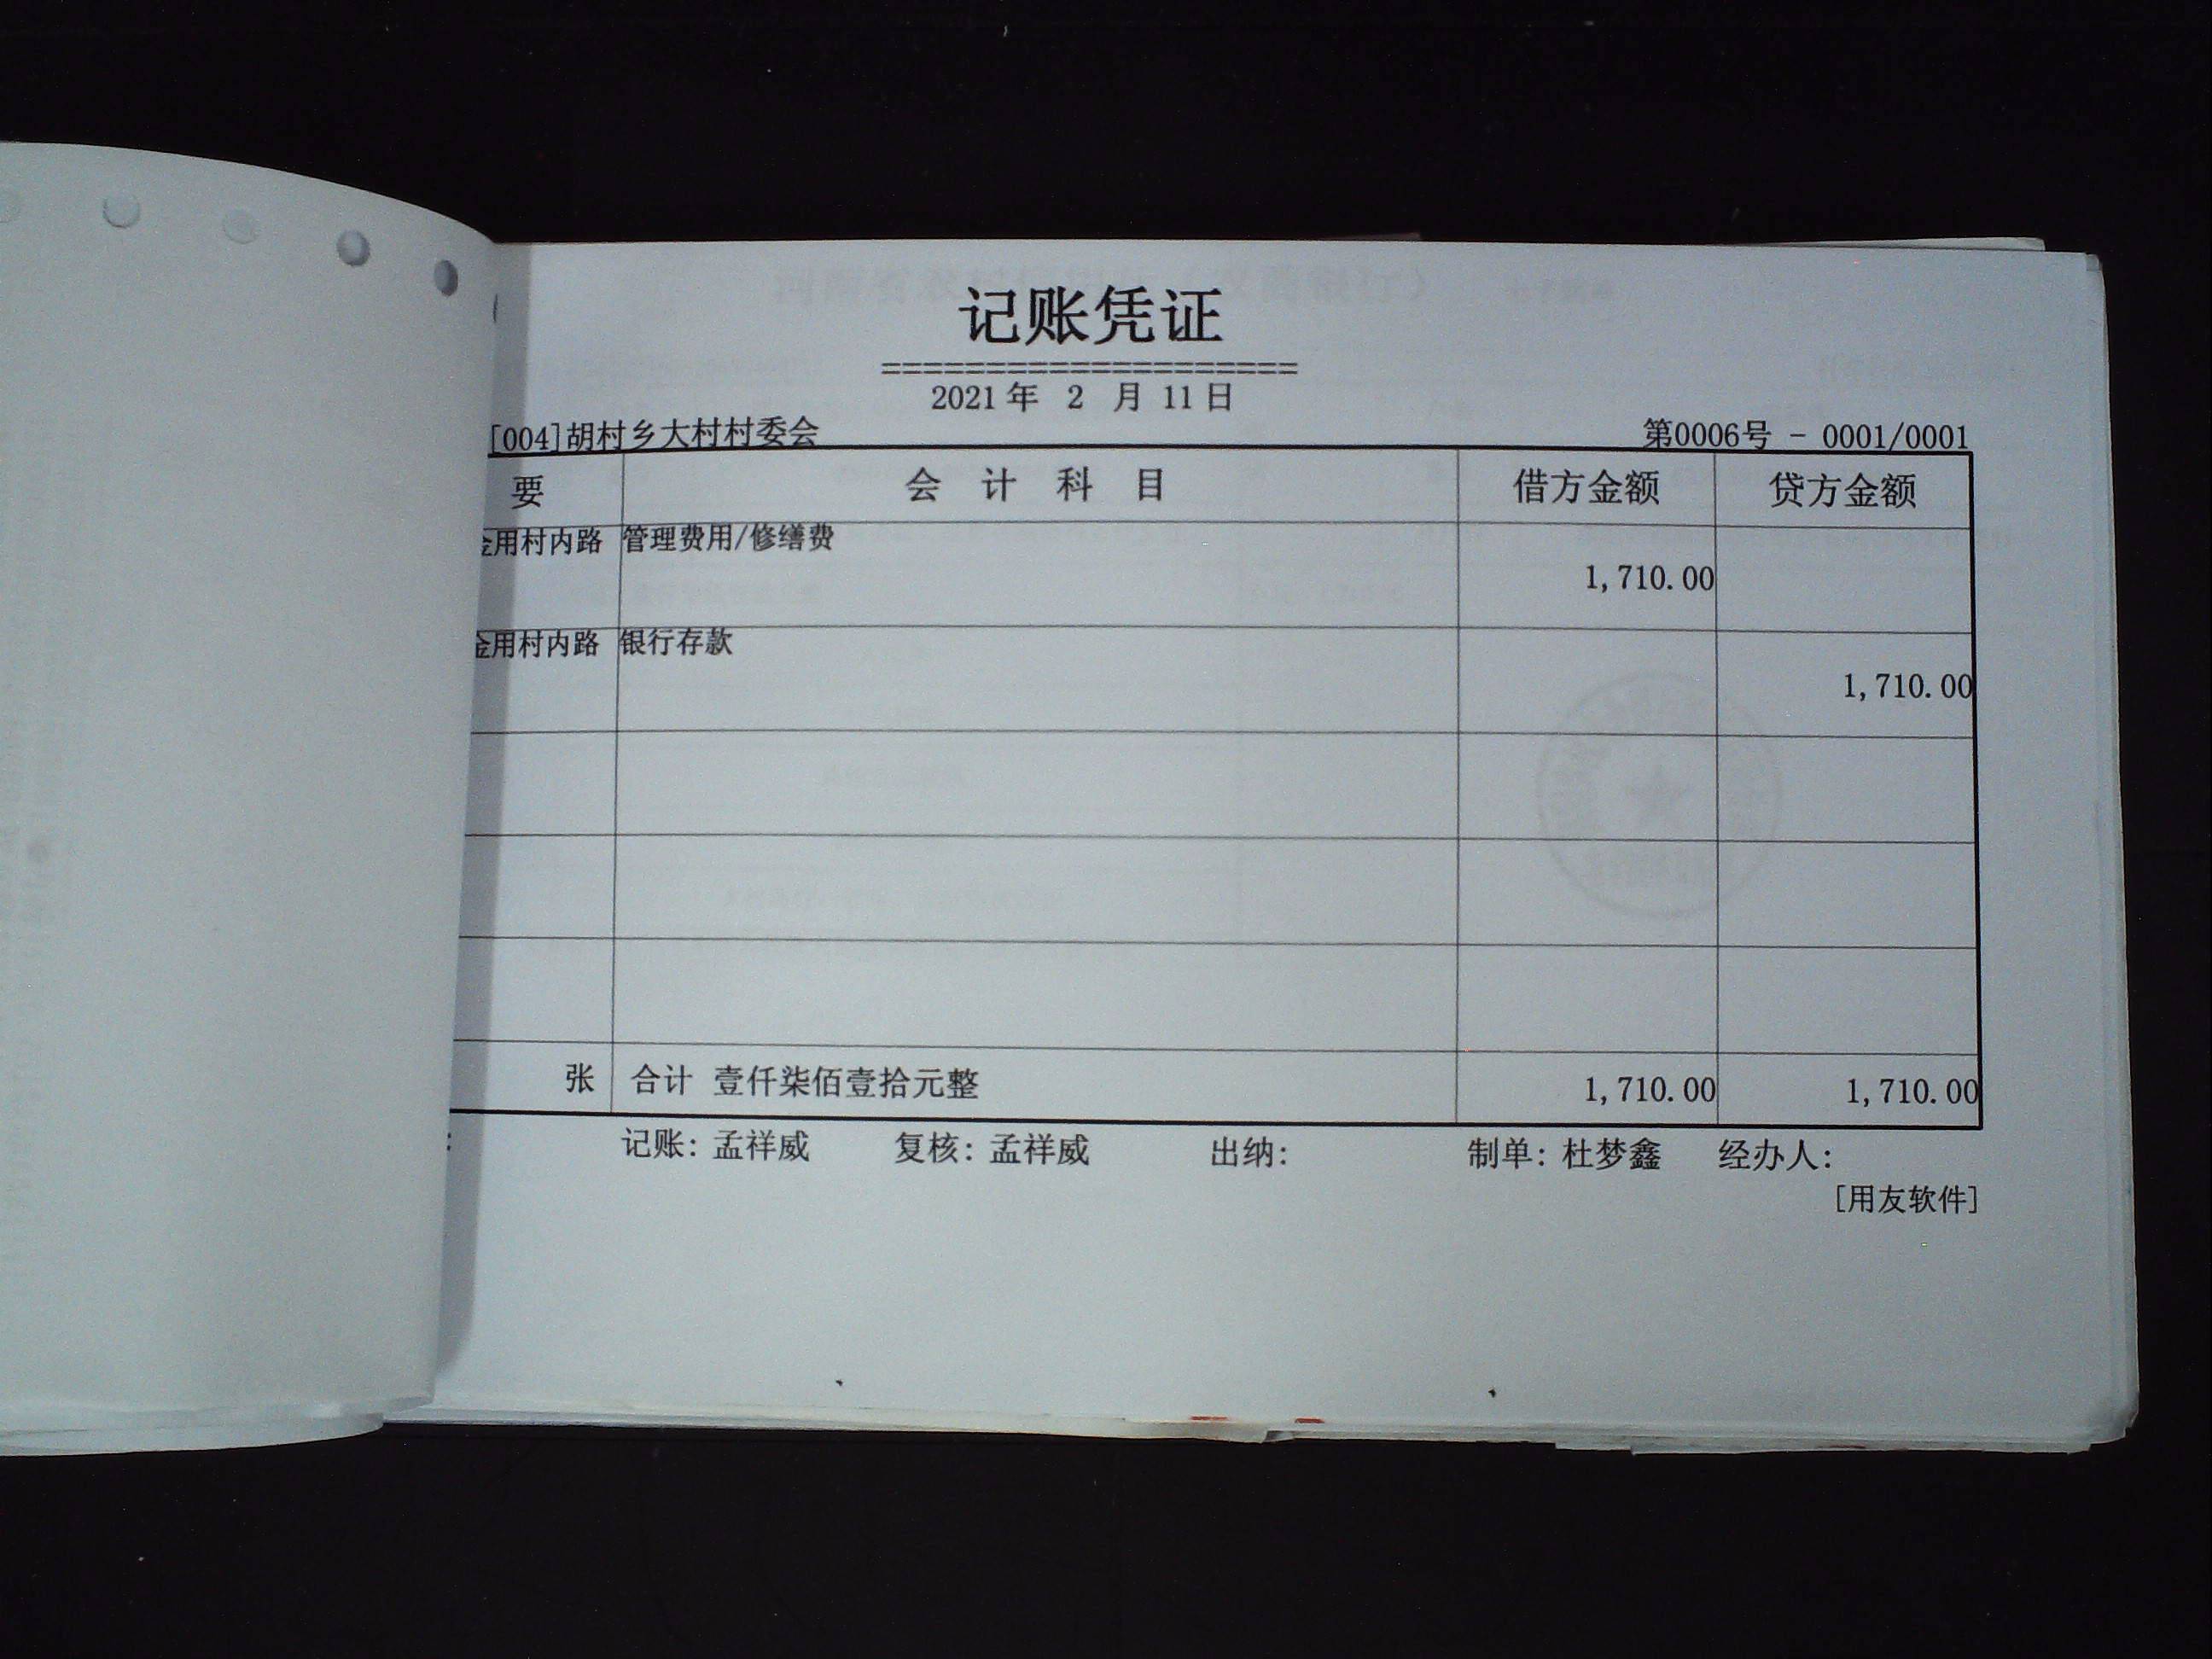 记账凭证
====================
2021 年 2 月 11 日
[004]胡村乡大村村委会 第0006号 - 0001/0001
要 会 计 科 目 借方金额 贷方金额
用村内路 管理费用/修缮费
1,710.00
用村内路 银行存款
1,710.00
张 合计 壹仟柒佰壹拾元整 1,710.00 1,710.00
: 记账: 孟祥威 复核: 孟祥威 出纳: 制单: 杜梦鑫 经办人:
[用友软件]